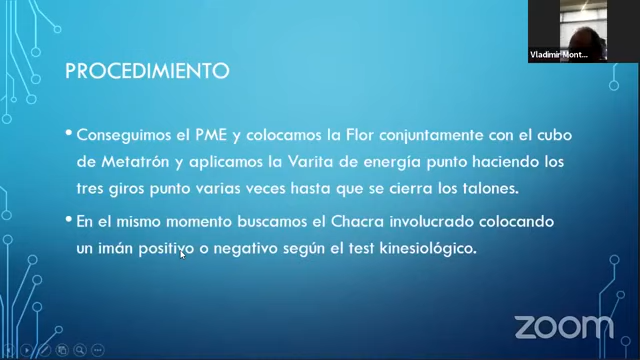 Vladimir Mont...
PROCEDIMIENTO
• Conseguimos el PME y colocamos la Flor conjuntamente con el cubo
de Metatrón y aplicamos la Varita de energía punto haciendo los
tres giros punto varias veces hasta que se cierra los talones.
• En el mismo momento buscamos el Chacra involucrado colocando
un imán positivo o negativo según el test kinesiológico.
zoom